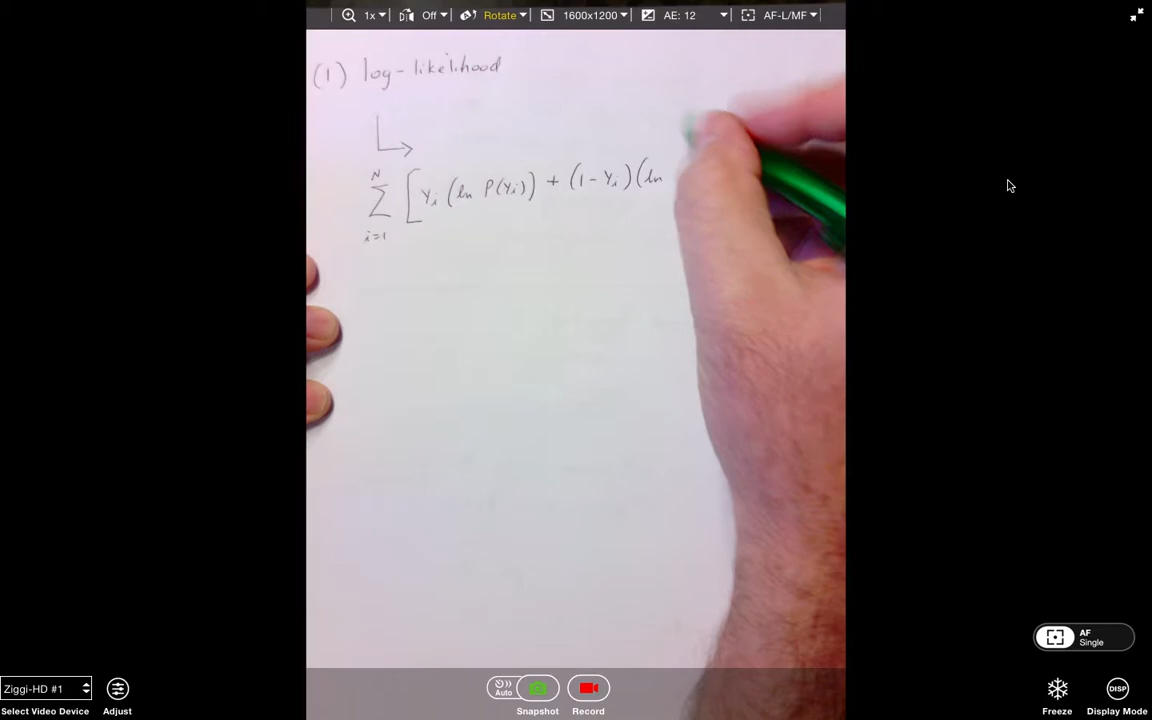 1x Off Rotate 1600x1200 AE: 12 AF-L/MF
(1) log-likelihood
N
∑ [ Yi (ln P(Yi)) + (1 - Yi)(ln
i=1
AF
Single
Ziggi-HD #1
Auto
Select Video Device Adjust Snapshot Record Freeze DISP Display Mode